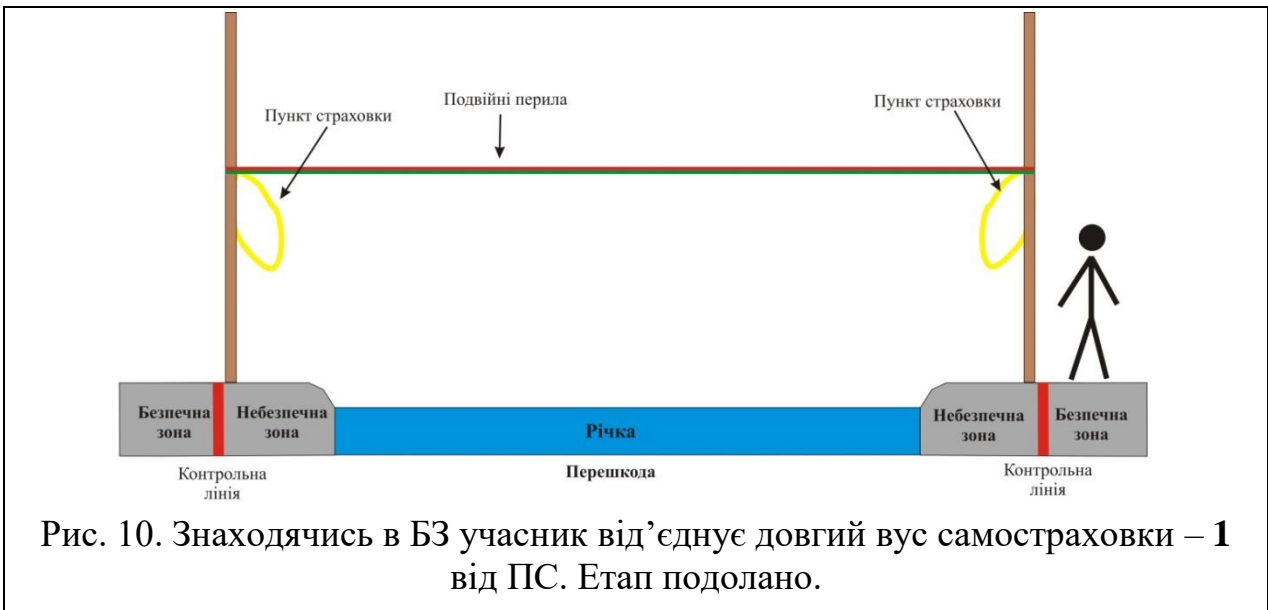 Подвійні перила
Пункт страховки
Пункт страховки
Безпечна
зона
Небезпечна
зона
Річка
Небезпечна
зона
Безпечна
зона
Контрольна
лінія
Перешкода
Контрольна
лінія
Рис. 10. Знаходячись в БЗ учасник від’єднує довгий вус самостраховки – 1
від ПС. Етап подолано.